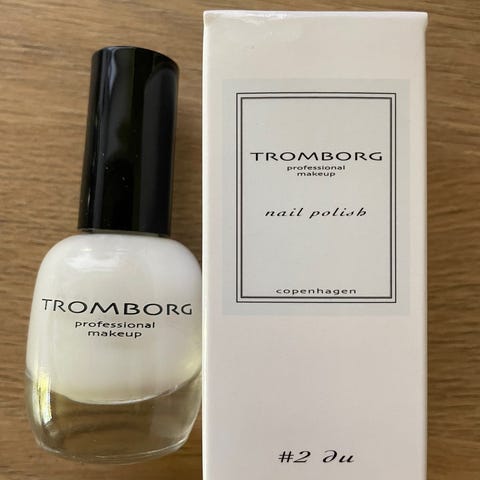 TROMBORG
professional
makeup
TROMBORG
professional
makeup
nail polish
copenhagen
#2 du